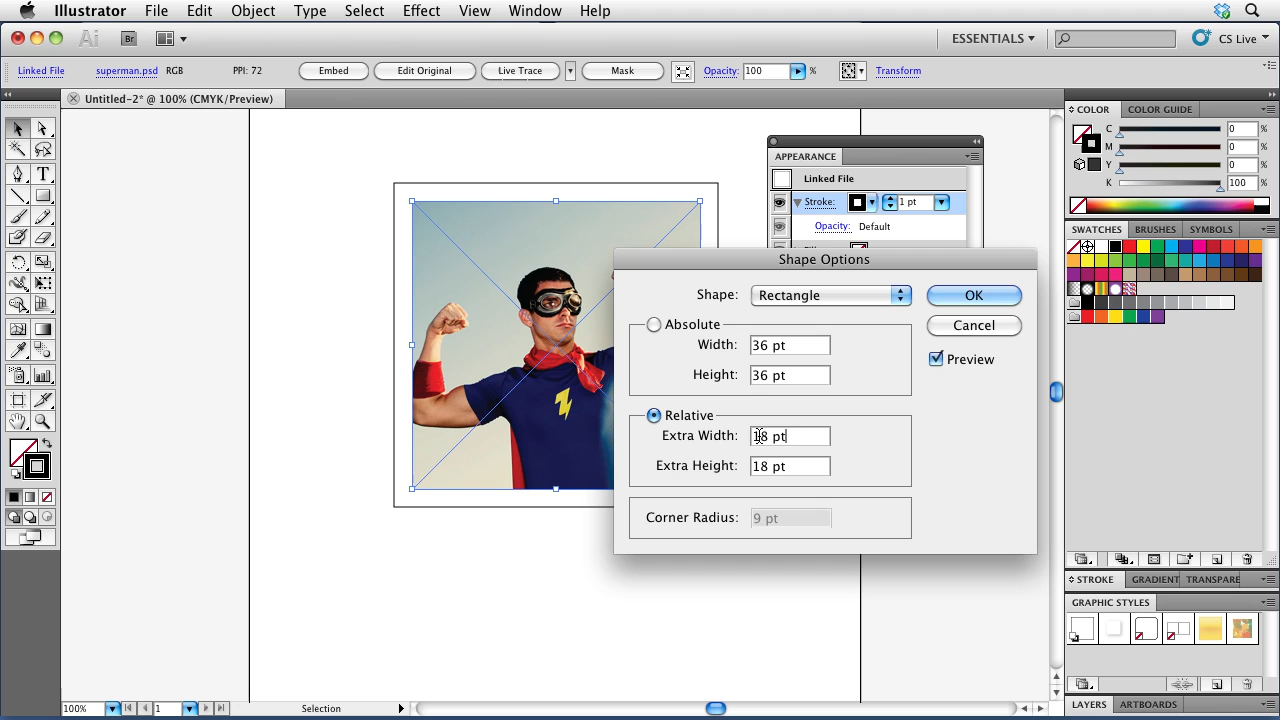 Illustrator File Edit Object Type Select Effect View Window Help
Ai Br ESSENTIALS CS Live
Linked File superman.psd RGB PPI: 72 Embed Edit Original Live Trace Mask Opacity: 100 % Transform
Untitled-2* @ 100% (CMYK/Preview)
COLOR COLOR GUIDE
C 0 %
M 0 %
Y 0 %
K 100 %
APPEARANCE
Linked File
Stroke: 1 pt
Opacity: Default
SWATCHES BRUSHES SYMBOLS
Shape Options
Shape: Rectangle OK
Absolute Cancel
Width: 36 pt
Preview
Height: 36 pt
Relative
Extra Width: 18 pt
Extra Height: 18 pt
Corner Radius: 9 pt
STROKE GRADIENT TRANSPARE
GRAPHIC STYLES
LAYERS ARTBOARDS
100% 1 Selection